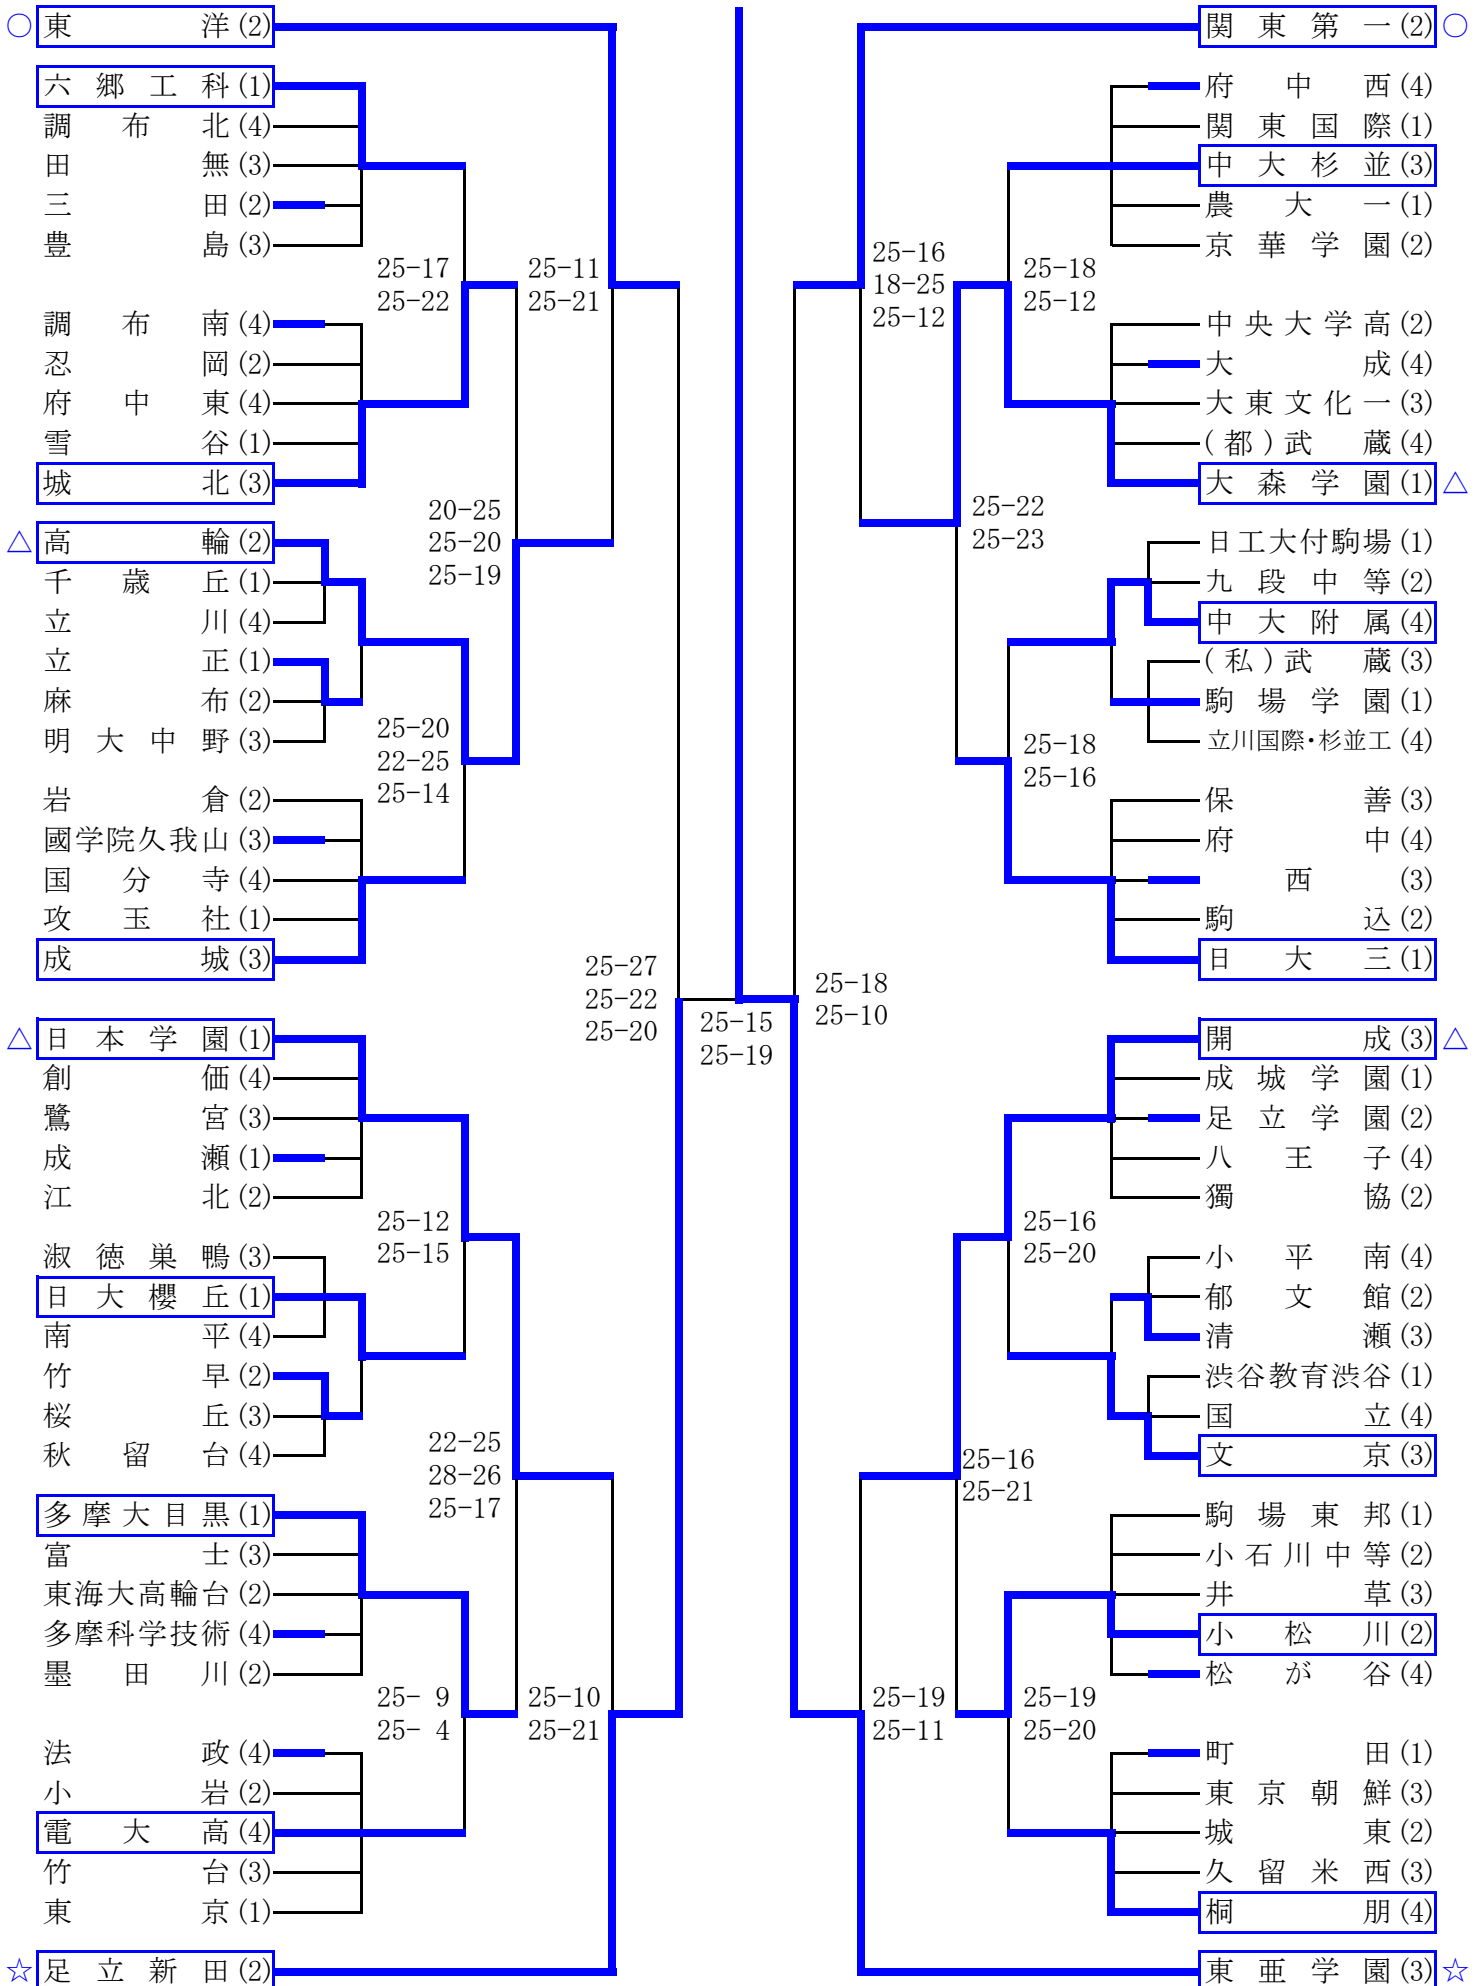 ○ 東洋(2)
六郷工科(1)
調布北(4)
田無(3)
三田(2)
豊島(3)
調布南(4)
忍岡(2)
府中東(4)
雪谷(1)
城北(3)
△ 高輪(2)
千歳丘(1)
立川(4)
立正(1)
麻布(2)
明大中野(3)
岩倉(2)
國学院久我山(3)
国分寺(4)
攻玉社(1)
成城(3)
△ 日本学園(1)
創価(4)
鷺宮(3)
成瀬(1)
江北(2)
淑徳巣鴨(3)
日大櫻丘(1)
南平(4)
竹早(2)
桜丘(3)
秋留台(4)
多摩大目黒(1)
富士(3)
東海大高輪台(2)
多摩科学技術(4)
墨田川(2)
法政(4)
小岩(2)
電大高(4)
竹台(3)
東京(1)
☆ 足立新田(2)
25-17
25-22
25-11
25-21
20-25
25-20
25-19
25-20
22-25
25-14
25-27
25-22
25-20
25-12
25-15
22-25
28-26
25-17
25- 9
25- 4
25-10
25-21
25-15
25-19
25-18
25-10
25-16
18-25
25-12
25-18
25-12
25-22
25-23
25-18
25-16
25-16
25-20
25-16
25-21
25-19
25-11
25-19
25-20
関東第一(2) ○
府中西(4)
関東国際(1)
中大杉並(3)
農大一(1)
京華学園(2)
中央大学高(2)
大成(4)
大東文化一(3)
(都)武蔵(4)
大森学園(1) △
日工大付駒場(1)
九段中等(2)
中大附属(4)
(私)武蔵(3)
駒場学園(1)
立川国際・杉並工(4)
保善(3)
府中(4)
西(3)
駒込(2)
日大三(1)
開成(3) △
成城学園(1)
足立学園(2)
八王子(4)
獨協(2)
小平南(4)
郁文館(2)
清瀬(3)
渋谷教育渋谷(1)
国立(4)
文京(3)
駒場東邦(1)
小石川中等(2)
井草(3)
小松川(2)
松が谷(4)
町田(1)
東京朝鮮(3)
城東(2)
久留米西(3)
桐朋(4)
東亜学園(3) ☆